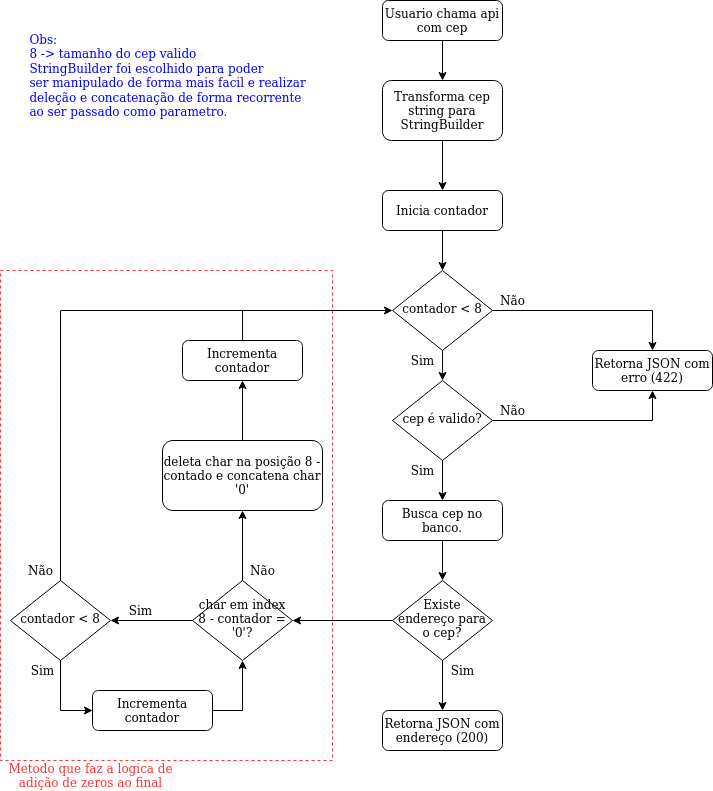 Usuario chama api
com cep
Obs:
8 -> tamanho do cep valido
StringBuilder foi escolhido para poder
ser manipulado de forma mais facil e realizar
deleção e concatenação de forma recorrente
ao ser passado como parametro.
Transforma cep
string para
StringBuilder
Inicia contador
contador < 8
Não
Sim
Retorna JSON com
erro (422)
cep é valido?
Não
Sim
Busca cep no
banco.
Existe
endereço para
o cep?
Sim
Retorna JSON com
endereço (200)
Incrementa
contador
deleta char na posição 8 -
contado e concatena char
'0'
Não
char em index
8 - contador =
'0'?
Sim
Não
contador < 8
Sim
Incrementa
contador
Metodo que faz a logica de
adição de zeros ao final